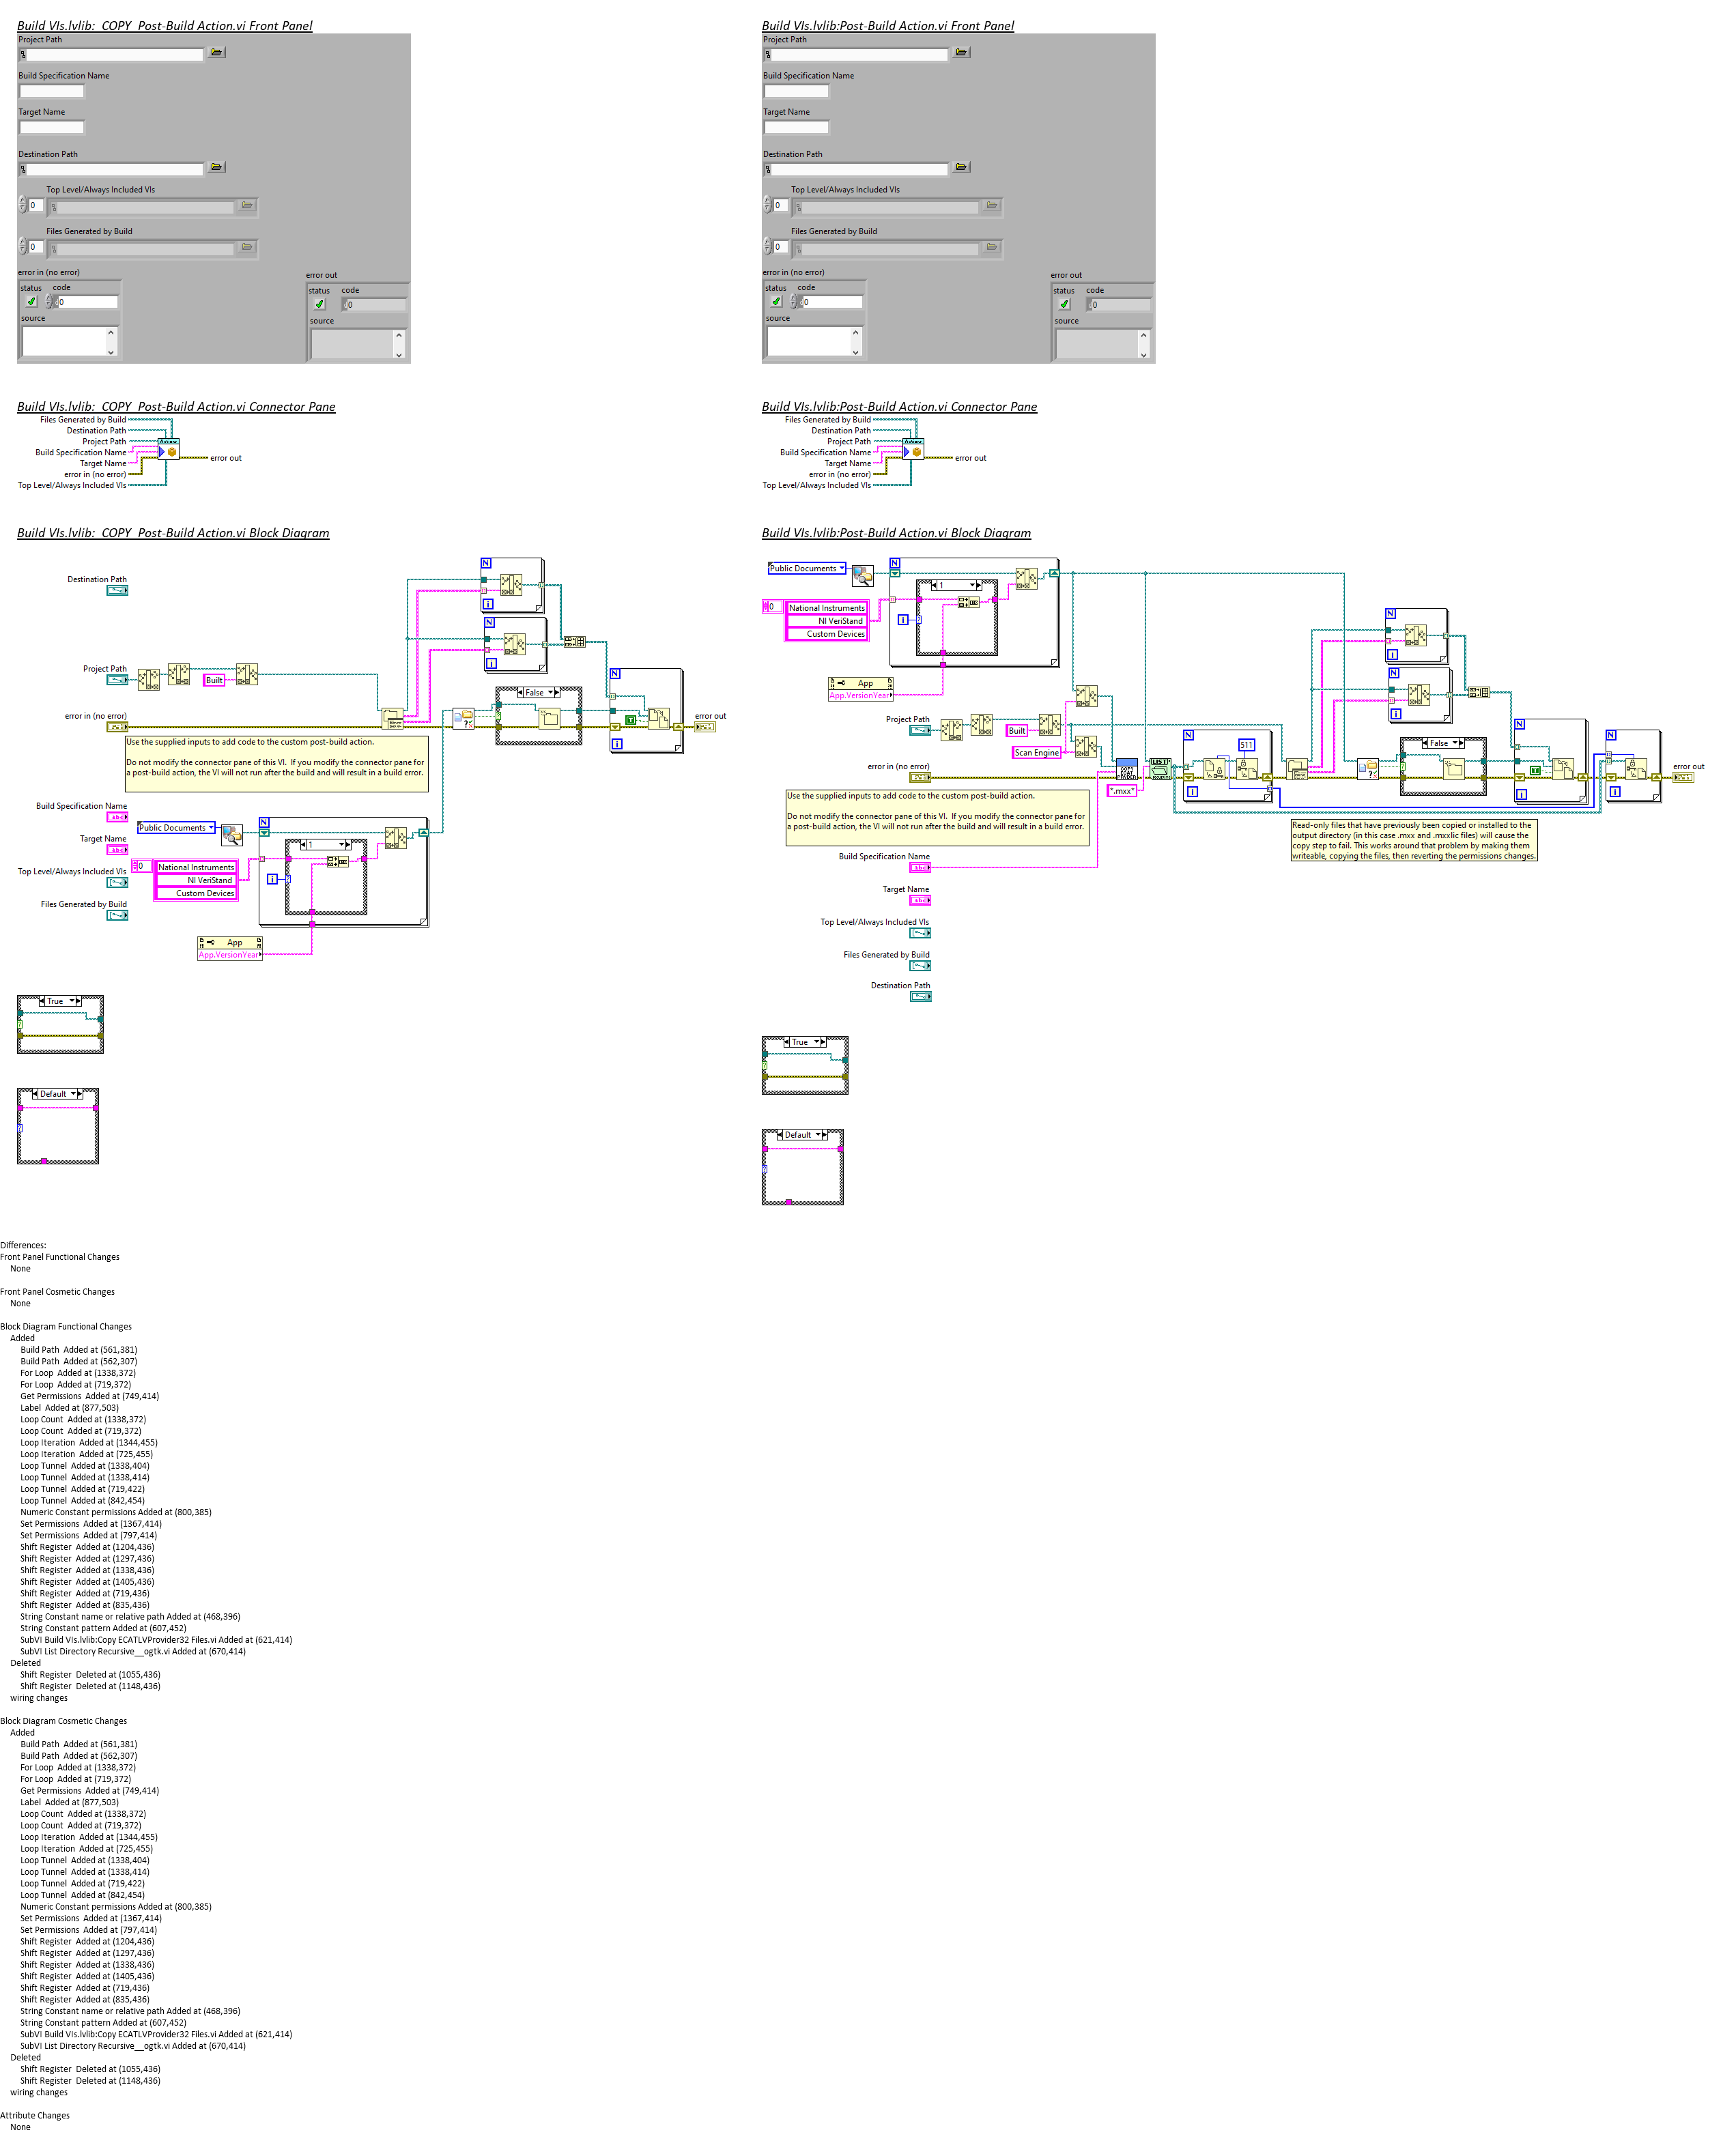 Build VIs.lvlib:  COPY  Post-Build Action.vi Front Panel
Project Path
Build Specification Name
Target Name
Destination Path
Top Level/Always Included VIs
0
Files Generated by Build
0
error in (no error)
status code
0
source
error out
status code
0
source
Build VIs.lvlib:Post-Build Action.vi Front Panel
Project Path
Build Specification Name
Target Name
Destination Path
Top Level/Always Included VIs
0
Files Generated by Build
0
error in (no error)
status code
0
source
error out
status code
0
source
Build VIs.lvlib:  COPY  Post-Build Action.vi Connector Pane
Files Generated by Build
Destination Path
Project Path
Build Specification Name
Target Name
error in (no error)
Top Level/Always Included VIs
error out
Build VIs.lvlib:Post-Build Action.vi Connector Pane
Files Generated by Build
Destination Path
Project Path
Build Specification Name
Target Name
error in (no error)
Top Level/Always Included VIs
error out
Build VIs.lvlib:  COPY  Post-Build Action.vi Block Diagram
N
i
Destination Path
N
i
Project Path
Built
N
i
False
T
error in (no error)
error out
Use the supplied inputs to add code to the custom post-build action.
Do not modify the connector pane of this VI.  If you modify the connector pane for
a post-build action, the VI will not run after the build and will result in a build error.
Build Specification Name
abc
Public Documents
Target Name
abc
N
1
i
0
National Instruments
NI VeriStand
Custom Devices
Top Level/Always Included VIs
Files Generated by Build
App
App.VersionYear
True
Default
Build VIs.lvlib:Post-Build Action.vi Block Diagram
Public Documents
N
1
i
0
National Instruments
NI VeriStand
Custom Devices
App
App.VersionYear
Project Path
Built
Scan Engine
error in (no error)
COPY
ECAT
LIST
*.mxx*
N
511
i
N
i
N
i
False
N
T
i
N
i
error out
Use the supplied inputs to add code to the custom post-build action.
Do not modify the connector pane of this VI.  If you modify the connector pane for
a post-build action, the VI will not run after the build and will result in a build error.
Read-only files that have previously been copied or installed to the
output directory (in this case .mxx and .mxxlic files) will cause the
copy step to fail. This works around that problem by making them
writeable, copying the files, then reverting the permissions changes.
Build Specification Name
abc
Target Name
abc
Top Level/Always Included VIs
Files Generated by Build
Destination Path
True
Default
Differences:
Front Panel Functional Changes
None
Front Panel Cosmetic Changes
None
Block Diagram Functional Changes
Added
Build Path  Added at (561,381)
Build Path  Added at (562,307)
For Loop  Added at (1338,372)
For Loop  Added at (719,372)
Get Permissions  Added at (749,414)
Label  Added at (877,503)
Loop Count  Added at (1338,372)
Loop Count  Added at (719,372)
Loop Iteration  Added at (1344,455)
Loop Iteration  Added at (725,455)
Loop Tunnel  Added at (1338,404)
Loop Tunnel  Added at (1338,414)
Loop Tunnel  Added at (719,422)
Loop Tunnel  Added at (842,454)
Numeric Constant permissions Added at (800,385)
Set Permissions  Added at (1367,414)
Set Permissions  Added at (797,414)
Shift Register  Added at (1204,436)
Shift Register  Added at (1297,436)
Shift Register  Added at (1338,436)
Shift Register  Added at (1405,436)
Shift Register  Added at (719,436)
Shift Register  Added at (835,436)
String Constant name or relative path Added at (468,396)
String Constant pattern Added at (607,452)
SubVI Build VIs.lvlib:Copy ECATLVProvider32 Files.vi Added at (621,414)
SubVI List Directory Recursive__ogtk.vi Added at (670,414)
Deleted
Shift Register  Deleted at (1055,436)
Shift Register  Deleted at (1148,436)
wiring changes
Block Diagram Cosmetic Changes
Added
Build Path  Added at (561,381)
Build Path  Added at (562,307)
For Loop  Added at (1338,372)
For Loop  Added at (719,372)
Get Permissions  Added at (749,414)
Label  Added at (877,503)
Loop Count  Added at (1338,372)
Loop Count  Added at (719,372)
Loop Iteration  Added at (1344,455)
Loop Iteration  Added at (725,455)
Loop Tunnel  Added at (1338,404)
Loop Tunnel  Added at (1338,414)
Loop Tunnel  Added at (719,422)
Loop Tunnel  Added at (842,454)
Numeric Constant permissions Added at (800,385)
Set Permissions  Added at (1367,414)
Set Permissions  Added at (797,414)
Shift Register  Added at (1204,436)
Shift Register  Added at (1297,436)
Shift Register  Added at (1338,436)
Shift Register  Added at (1405,436)
Shift Register  Added at (719,436)
Shift Register  Added at (835,436)
String Constant name or relative path Added at (468,396)
String Constant pattern Added at (607,452)
SubVI Build VIs.lvlib:Copy ECATLVProvider32 Files.vi Added at (621,414)
SubVI List Directory Recursive__ogtk.vi Added at (670,414)
Deleted
Shift Register  Deleted at (1055,436)
Shift Register  Deleted at (1148,436)
wiring changes
Attribute Changes
None